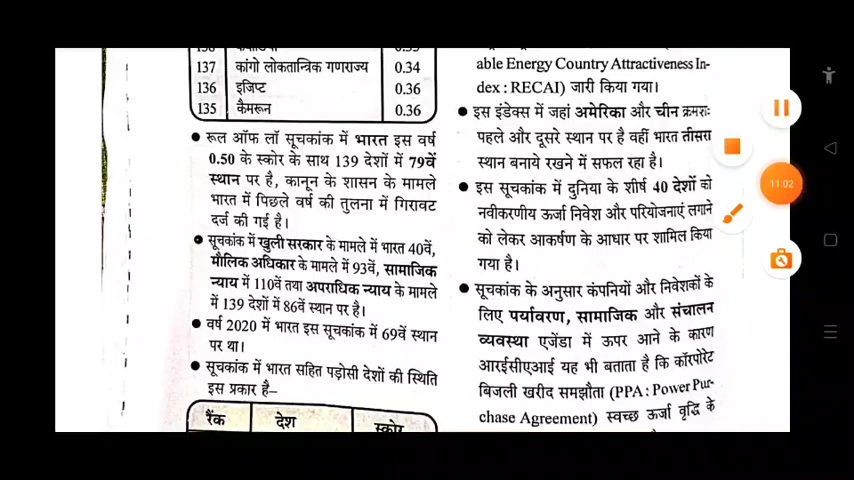 138 कंबोडिया 0.33
137 कांगो लोकतान्त्रिक गणराज्य 0.34
136 इजिप्ट 0.36
135 कैमरून 0.36
रूल ऑफ लॉ सूचकांक में भारत इस वर्ष
0.50 के स्कोर के साथ 139 देशों में 79वें
स्थान पर है, कानून के शासन के मामले
भारत में पिछले वर्ष की तुलना में गिरावट
दर्ज की गई है।
सूचकांक में खुली सरकार के मामले में भारत 40वें,
मौलिक अधिकार के मामले में 93वें, सामाजिक
न्याय में 110वें तथा अपराधिक न्याय के मामले
में 139 देशों में 86वें स्थान पर है।
वर्ष 2020 में भारत इस सूचकांक में 69वें स्थान
पर था।
सूचकांक में भारत सहित पड़ोसी देशों की स्थिति
इस प्रकार है–
रैंक देश स्कोर
able Energy Country Attractiveness In-
dex : RECAI) जारी किया गया।
इस इंडेक्स में जहां अमेरिका और चीन क्रमशः
पहले और दूसरे स्थान पर है वहीं भारत तीसरा
स्थान बनाये रखने में सफल रहा है।
इस सूचकांक में दुनिया के शीर्ष 40 देशों को
नवीकरणीय ऊर्जा निवेश और परियोजनाएं लगाने
को लेकर आकर्षण के आधार पर शामिल किया
गया है।
सूचकांक के अनुसार कंपनियों और निवेशकों के
लिए पर्यावरण, सामाजिक और संचालन
व्यवस्था एजेंडा में ऊपर आने के कारण
आरईसीएआई यह भी बताता है कि कॉरपोरेट
बिजली खरीद समझौता (PPA : Power Pur-
chase Agreement) स्वच्छ ऊर्जा वृद्धि के
11:02